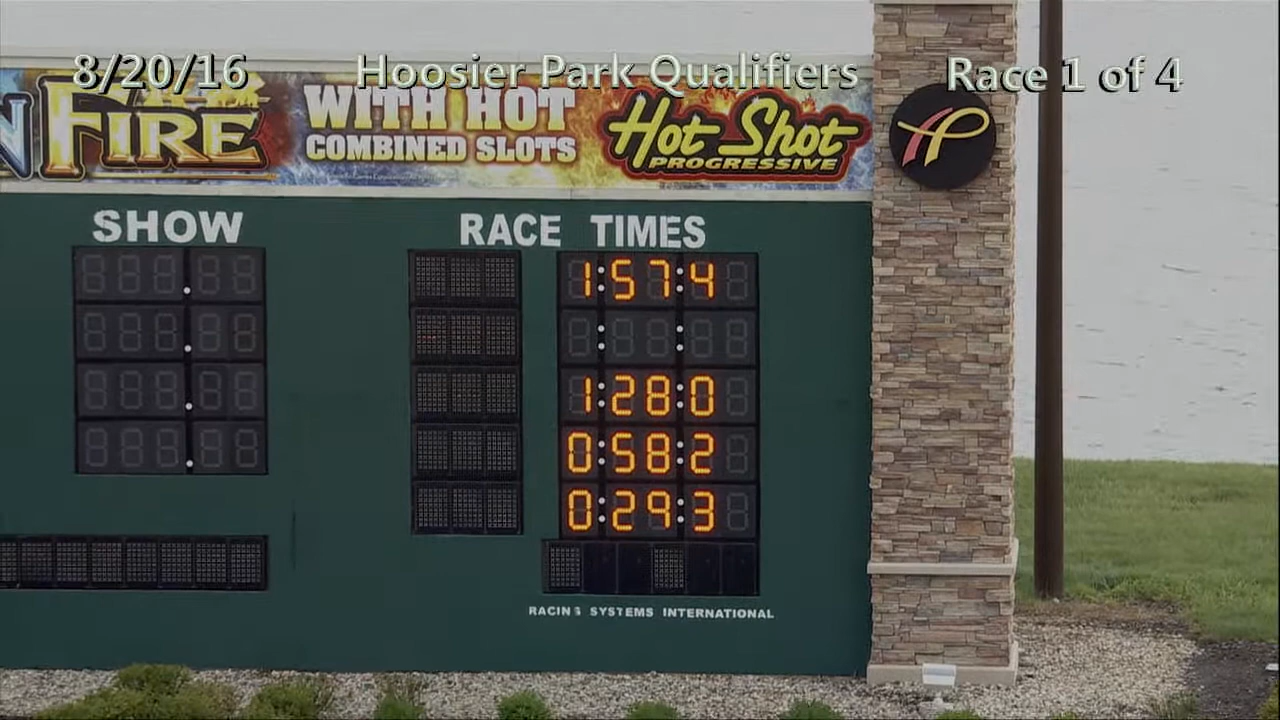 8/20/16 Hoosier Park Qualifiers Race 1 of 4
FIRE
WITH HOT
COMBINED SLOTS
Hot Shot
PROGRESSIVE
SHOW
RACE TIMES
1:57:4
1:28:0
0:58:2
0:29:3
RACING SYSTEMS INTERNATIONAL